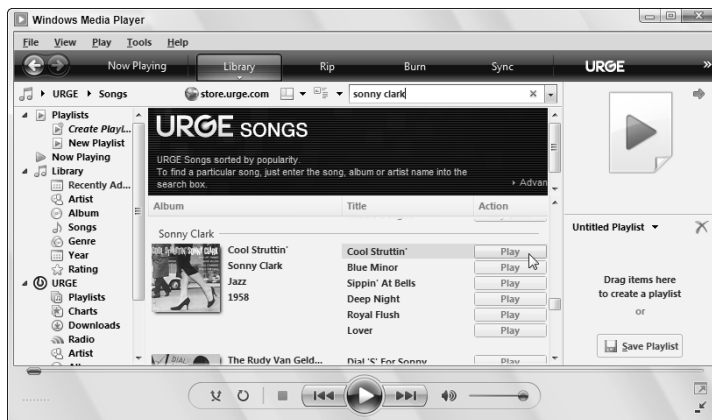 Windows Media Player
File View Play Tools Help
Now Playing Library Rip Burn Sync URGE »
URGE Songs store.urge.com sonny clark
Playlists
Create Playl...
New Playlist
Now Playing
Library
Recently Ad...
Artist
Album
Songs
Genre
Year
Rating
URGE
Playlists
Charts
Downloads
Radio
Artist
URGE SONGS
URGE Songs sorted by popularity.
To find a particular song, just enter the song, album or artist name into the
search box.
Advan
Album Title Action
Sonny Clark
Cool Struttin'
Sonny Clark
Jazz
1958
Cool Struttin' Play
Blue Minor Play
Sippin' At Bells Play
Deep Night Play
Royal Flush Play
Lover Play
The Rudy Van Geld... Dial 'S' For Sonny Play
Untitled Playlist
Drag items here
to create a playlist
or
Save Playlist